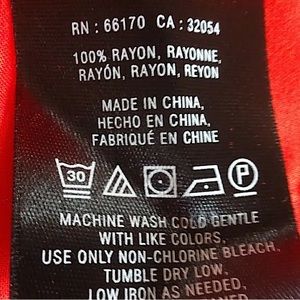 RN : 66170 CA : 32054
100% RAYON, RAYONNE,
RAYÓN, RAYON, REYON
MADE IN CHINA,
HECHO EN CHINA,
FABRIQUÉ EN CHINE
30 P
MACHINE WASH COLD GENTLE
WITH LIKE COLORS.
USE ONLY NON-CHLORINE BLEACH.
TUMBLE DRY LOW.
LOW IRON AS NEEDED,